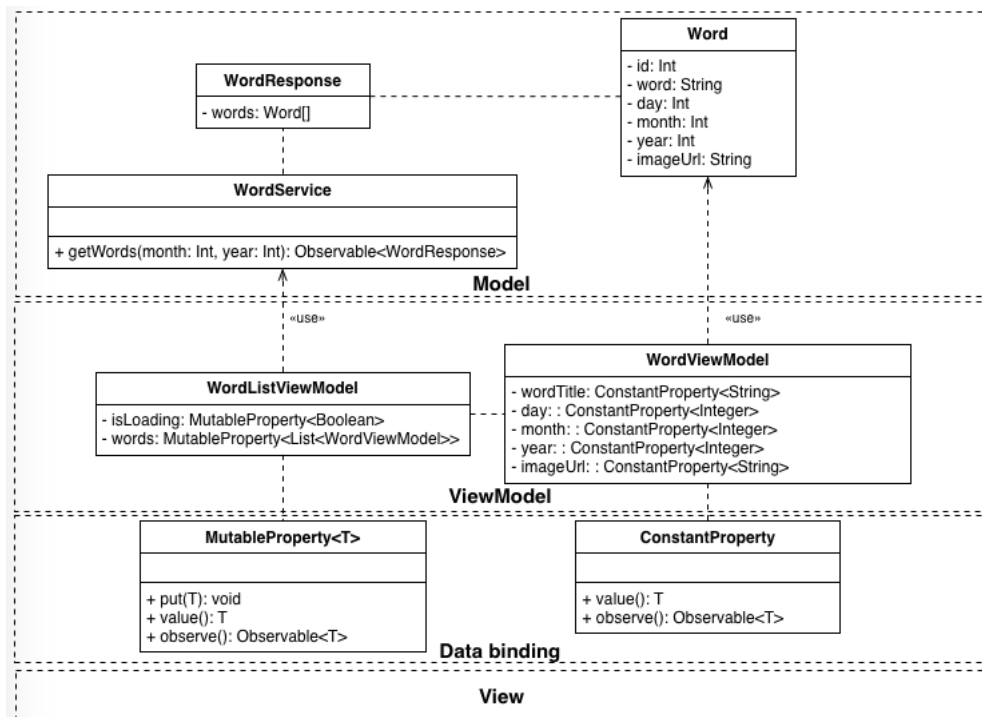 Word
- id: Int
- word: String
- day: Int
- month: Int
- year: Int
- imageUrl: String
WordResponse
- words: Word[]
WordService
+ getWords(month: Int, year: Int): Observable<WordResponse>
Model
«use»
«use»
WordListViewModel
- isLoading: MutableProperty<Boolean>
- words: MutableProperty<List<WordViewModel>>
WordViewModel
- wordTitle: ConstantProperty<String>
- day: : ConstantProperty<Integer>
- month: : ConstantProperty<Integer>
- year: : ConstantProperty<Integer>
- imageUrl: : ConstantProperty<String>
ViewModel
MutableProperty<T>
+ put(T): void
+ value(): T
+ observe(): Observable<T>
ConstantProperty
+ value(): T
+ observe(): Observable<T>
Data binding
View